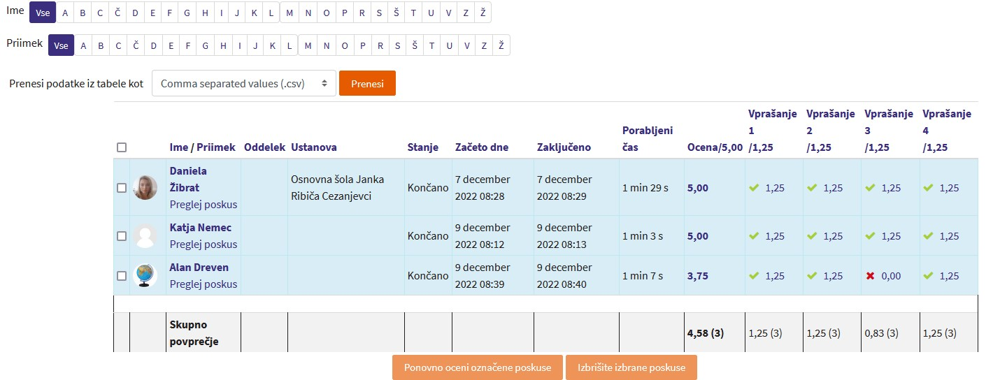 Ime Vse A B C Č D E F G H I J K L M N O P R S Š T U V Z Ž
Priimek Vse A B C Č D E F G H I J K L M N O P R S Š T U V Z Ž
Prenesi podatke iz tabele kot Comma separated values (.csv) Prenesi
Vprašanje Vprašanje Vprašanje Vprašanje
Porabljeni 1 2 3 4
Ime / Priimek Oddelek Ustanova Stanje Začeto dne Zaključeno čas Ocena/5,00 /1,25 /1,25 /1,25 /1,25
Daniela
Žibrat
Preglej poskus
Osnovna šola Janka
Ribiča Cezanjevci
Končano
7 december
2022 08:28
7 december
2022 08:29
1 min 29 s 5,00 1,25 1,25 1,25 1,25
Katja Nemec
Preglej poskus
Končano
9 december
2022 08:12
9 december
2022 08:13
1 min 3 s 5,00 1,25 1,25 1,25 1,25
Alan Dreven
Preglej poskus
Končano
9 december
2022 08:39
9 december
2022 08:40
1 min 7 s 3,75 1,25 1,25 0,00 1,25
Skupno
povprečje
4,58 (3) 1,25 (3) 1,25 (3) 0,83 (3) 1,25 (3)
Ponovno oceni označene poskuse Izbrišite izbrane poskuse